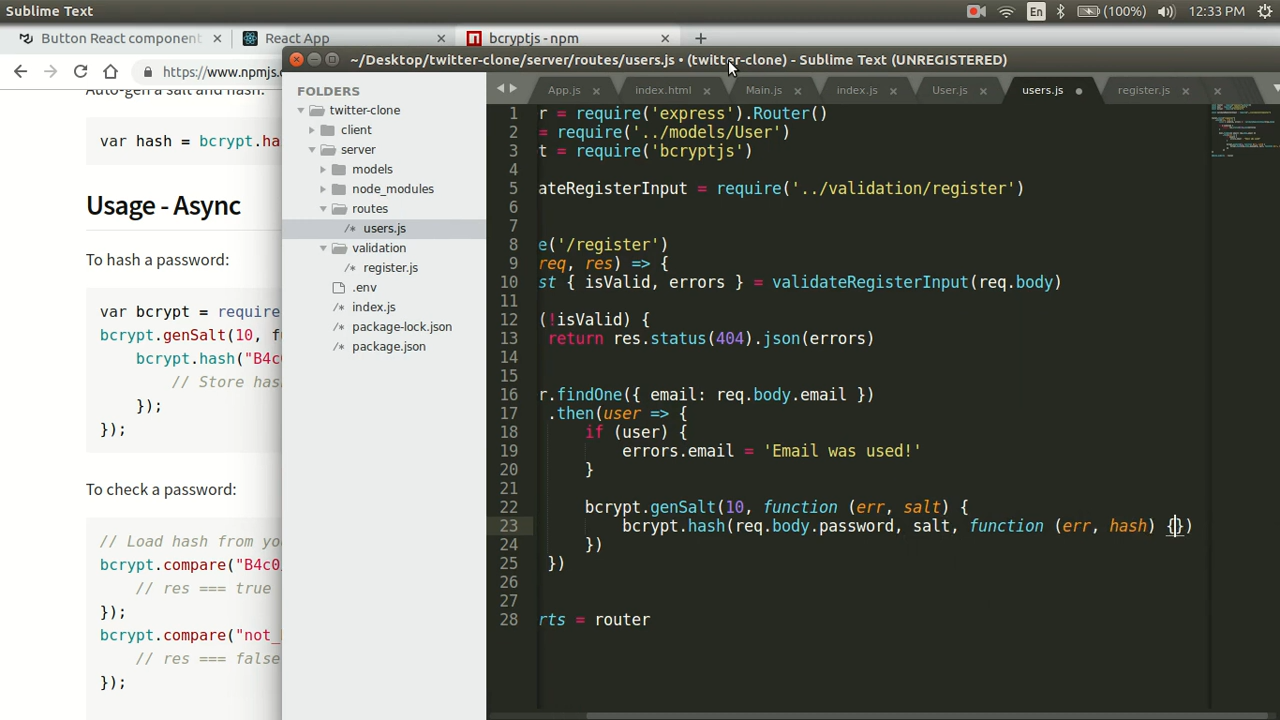 Sublime Text
En
(100%)
12:33 PM
Button React component
React App
bcryptjs - npm
https://www.npmjs.c
~/Desktop/twitter-clone/server/routes/users.js • (twitter-clone) - Sublime Text (UNREGISTERED)
Auto-gen a salt and hash:
var hash = bcrypt.ha
Usage - Async
To hash a password:
var bcrypt = require
bcrypt.genSalt(10, f
bcrypt.hash("B4c
// Store has
});
});
To check a password:
// Load hash from yo
bcrypt.compare("B4c0
// res === true
});
bcrypt.compare("not_
// res === false
});
FOLDERS
twitter-clone
client
server
models
node_modules
routes
users.js
validation
register.js
.env
index.js
package-lock.json
package.json
App.js
index.html
Main.js
index.js
User.js
users.js
register.js
1 r = require('express').Router()
2 = require('../models/User')
3 t = require('bcryptjs')
4
5 ateRegisterInput = require('../validation/register')
6
7
8 e('/register')
9 req, res) => {
10 st { isValid, errors } = validateRegisterInput(req.body)
11
12 (!isValid) {
13 return res.status(404).json(errors)
14
15
16 r.findOne({ email: req.body.email })
17 .then(user => {
18 if (user) {
19 errors.email = 'Email was used!'
20 }
21
22 bcrypt.genSalt(10, function (err, salt) {
23 bcrypt.hash(req.body.password, salt, function (err, hash) {})
24 })
25 })
26
27
28 rts = router